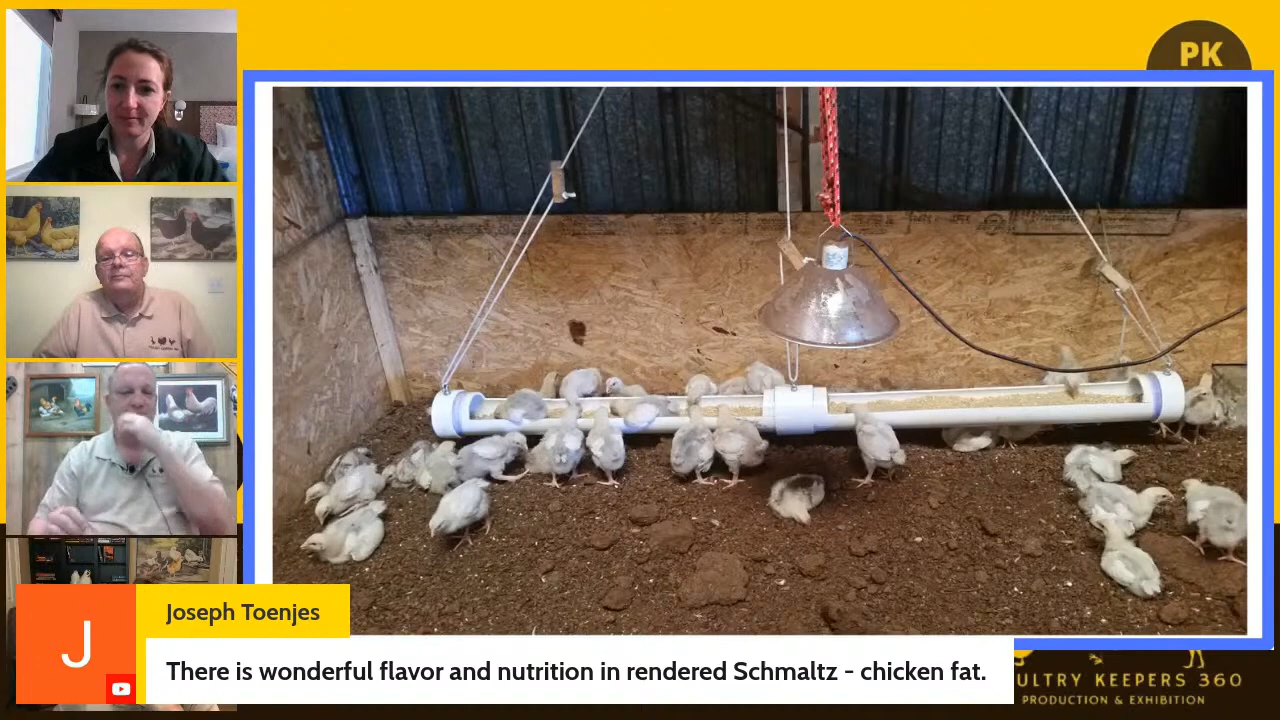 PK
Joseph Toenjes
J
There is wonderful flavor and nutrition in rendered Schmaltz - chicken fat.
ULTRY KEEPERS 360
PRODUCTION & EXHIBITION